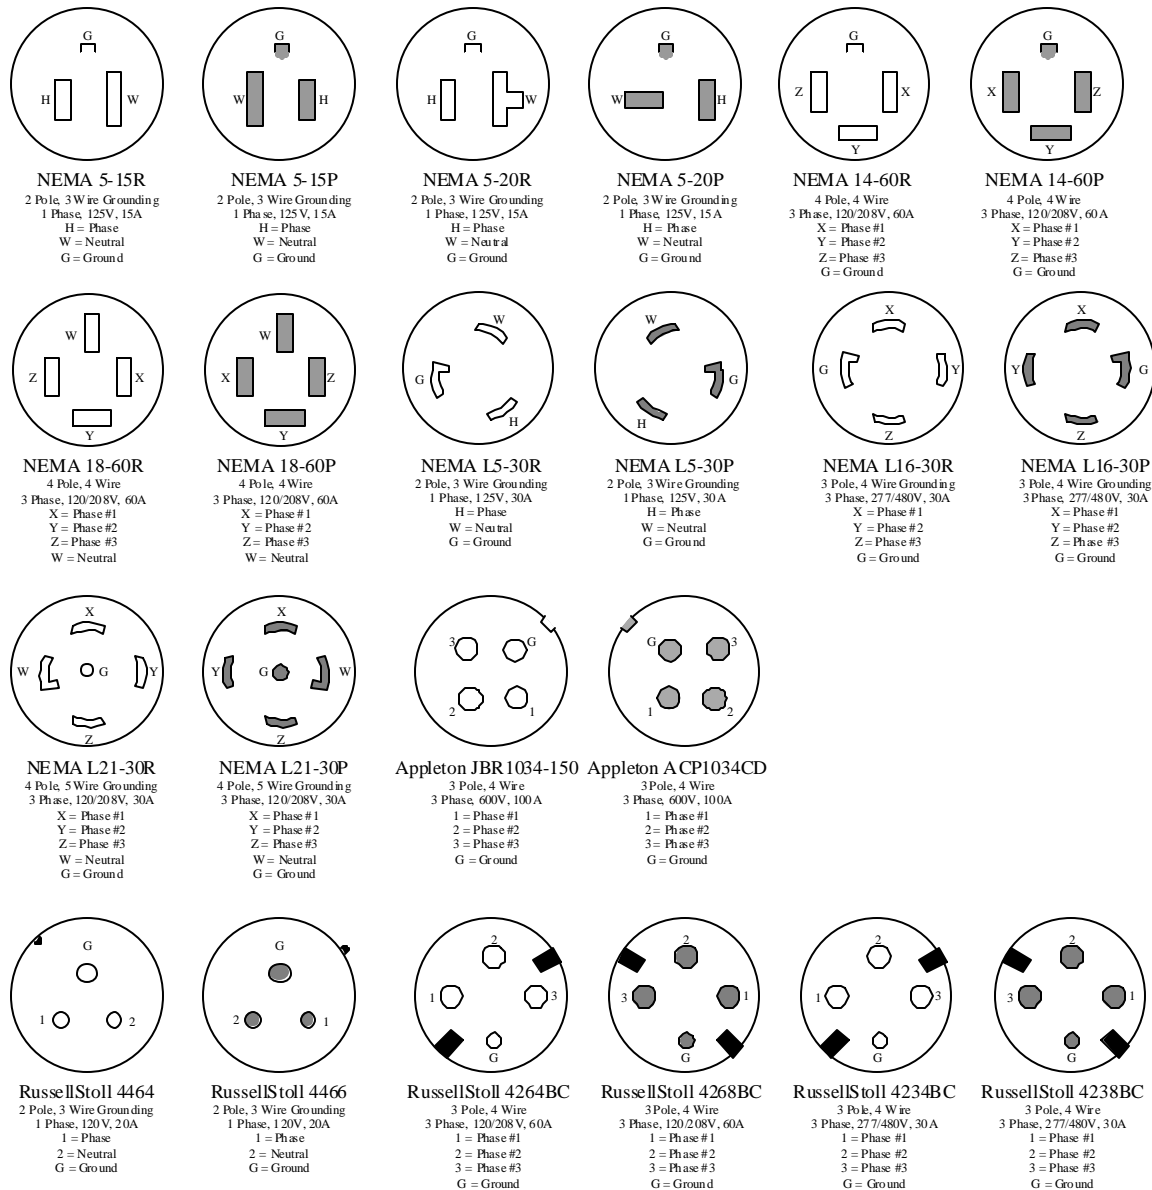 G
H
W
NEMA 5-15R
2 Pole, 3 Wire Grounding
1 Phase, 125V, 15A
H = Phase
W = Neutral
G = Ground
G
W
H
NEMA 5-15P
2 Pole, 3 Wire Grounding
1 Phase, 125V, 15A
H = Phase
W = Neutral
G = Ground
G
H
W
NEMA 5-20R
2 Pole, 3 Wire Grounding
1 Phase, 125V, 15A
H = Phase
W = Neutral
G = Ground
G
W
H
NEMA 5-20P
2 Pole, 3 Wire Grounding
1 Phase, 125V, 15A
H = Phase
W = Neutral
G = Ground
G
Z
X
Y
NEMA 14-60R
4 Pole, 4 Wire
3 Phase, 120/208V, 60A
X = Phase #1
Y = Phase #2
Z = Phase #3
G = Ground
G
X
Z
Y
NEMA 14-60P
4 Pole, 4 Wire
3 Phase, 120/208V, 60A
X = Phase #1
Y = Phase #2
Z = Phase #3
G = Ground
W
Z
X
Y
NEMA 18-60R
4 Pole, 4 Wire
3 Phase, 120/208V, 60A
X = Phase #1
Y = Phase #2
Z = Phase #3
W = Neutral
W
X
Z
Y
NEMA 18-60P
4 Pole, 4 Wire
3 Phase, 120/208V, 60A
X = Phase #1
Y = Phase #2
Z = Phase #3
W = Neutral
W
G
H
NEMA L5-30R
2 Pole, 3 Wire Grounding
1 Phase, 125V, 30A
H = Phase
W = Neutral
G = Ground
W
G
H
NEMA L5-30P
2 Pole, 3 Wire Grounding
1 Phase, 125V, 30A
H = Phase
W = Neutral
G = Ground
X
G
Y
Z
NEMA L16-30R
3 Pole, 4 Wire Grounding
3 Phase, 277/480V, 30A
X = Phase #1
Y = Phase #2
Z = Phase #3
G = Ground
X
Y
G
Z
NEMA L16-30P
3 Pole, 4 Wire Grounding
3 Phase, 277/480V, 30A
X = Phase #1
Y = Phase #2
Z = Phase #3
G = Ground
X
W
G
Y
Z
NEMA L21-30R
4 Pole, 5 Wire Grounding
3 Phase, 120/208V, 30A
X = Phase #1
Y = Phase #2
Z = Phase #3
W = Neutral
G = Ground
X
Y
G
W
Z
NEMA L21-30P
4 Pole, 5 Wire Grounding
3 Phase, 120/208V, 30A
X = Phase #1
Y = Phase #2
Z = Phase #3
W = Neutral
G = Ground
3
G
2
1
Appleton JBR1034-150
3 Pole, 4 Wire
3 Phase, 600V, 100A
1 = Phase #1
2 = Phase #2
3 = Phase #3
G = Ground
G
3
1
2
Appleton ACP1034CD
3 Pole, 4 Wire
3 Phase, 600V, 100A
1 = Phase #1
2 = Phase #2
3 = Phase #3
G = Ground
G
1
2
RussellStoll 4464
2 Pole, 3 Wire Grounding
1 Phase, 120V, 20A
1 = Phase
2 = Neutral
G = Ground
G
2
1
RussellStoll 4466
2 Pole, 3 Wire Grounding
1 Phase, 120V, 20A
1 = Phase
2 = Neutral
G = Ground
2
1
3
G
RussellStoll 4264BC
3 Pole, 4 Wire
3 Phase, 120/208V, 60A
1 = Phase #1
2 = Phase #2
3 = Phase #3
G = Ground
2
3
1
G
RussellStoll 4268BC
3 Pole, 4 Wire
3 Phase, 120/208V, 60A
1 = Phase #1
2 = Phase #2
3 = Phase #3
G = Ground
2
1
3
G
RussellStoll 4234BC
3 Pole, 4 Wire
3 Phase, 277/480V, 30A
1 = Phase #1
2 = Phase #2
3 = Phase #3
G = Ground
2
3
1
G
RussellStoll 4238BC
3 Pole, 4 Wire
3 Phase, 277/480V, 30A
1 = Phase #1
2 = Phase #2
3 = Phase #3
G = Ground